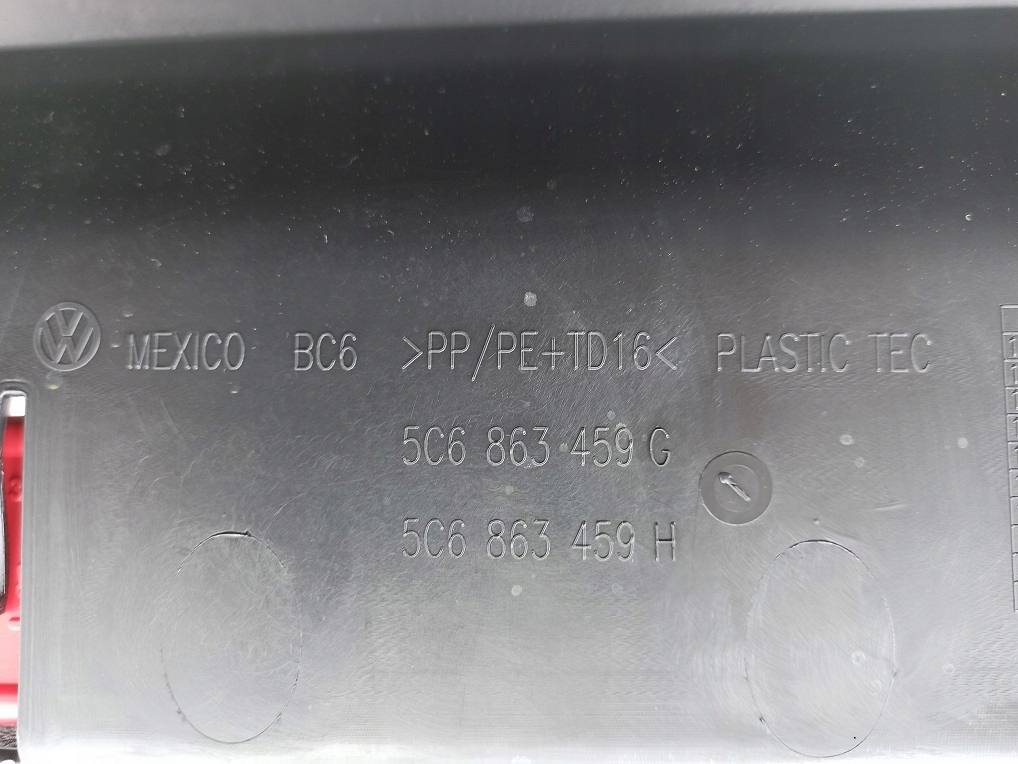 MEXICO BC6 >PP/PE+TD16< PLASTIC TEC
5C6 863 459 G
5C6 863 459 H